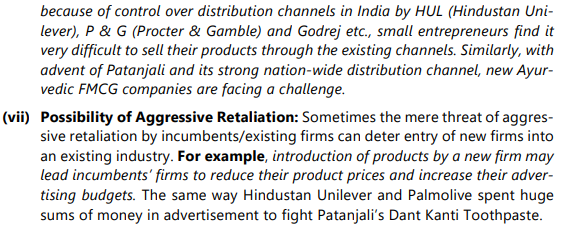 because of control over distribution channels in India by HUL (Hindustan Uni-
lever), P & G (Procter & Gamble) and Godrej etc., small entrepreneurs find it
very difficult to sell their products through the existing channels. Similarly, with
advent of Patanjali and its strong nation-wide distribution channel, new Ayur-
vedic FMCG companies are facing a challenge.
(vii) Possibility of Aggressive Retaliation: Sometimes the mere threat of aggres-
sive retaliation by incumbents/existing firms can deter entry of new firms into
an existing industry. For example, introduction of products by a new firm may
lead incumbents' firms to reduce their product prices and increase their adver-
tising budgets. The same way Hindustan Unilever and Palmolive spent huge
sums of money in advertisement to fight Patanjali's Dant Kanti Toothpaste.